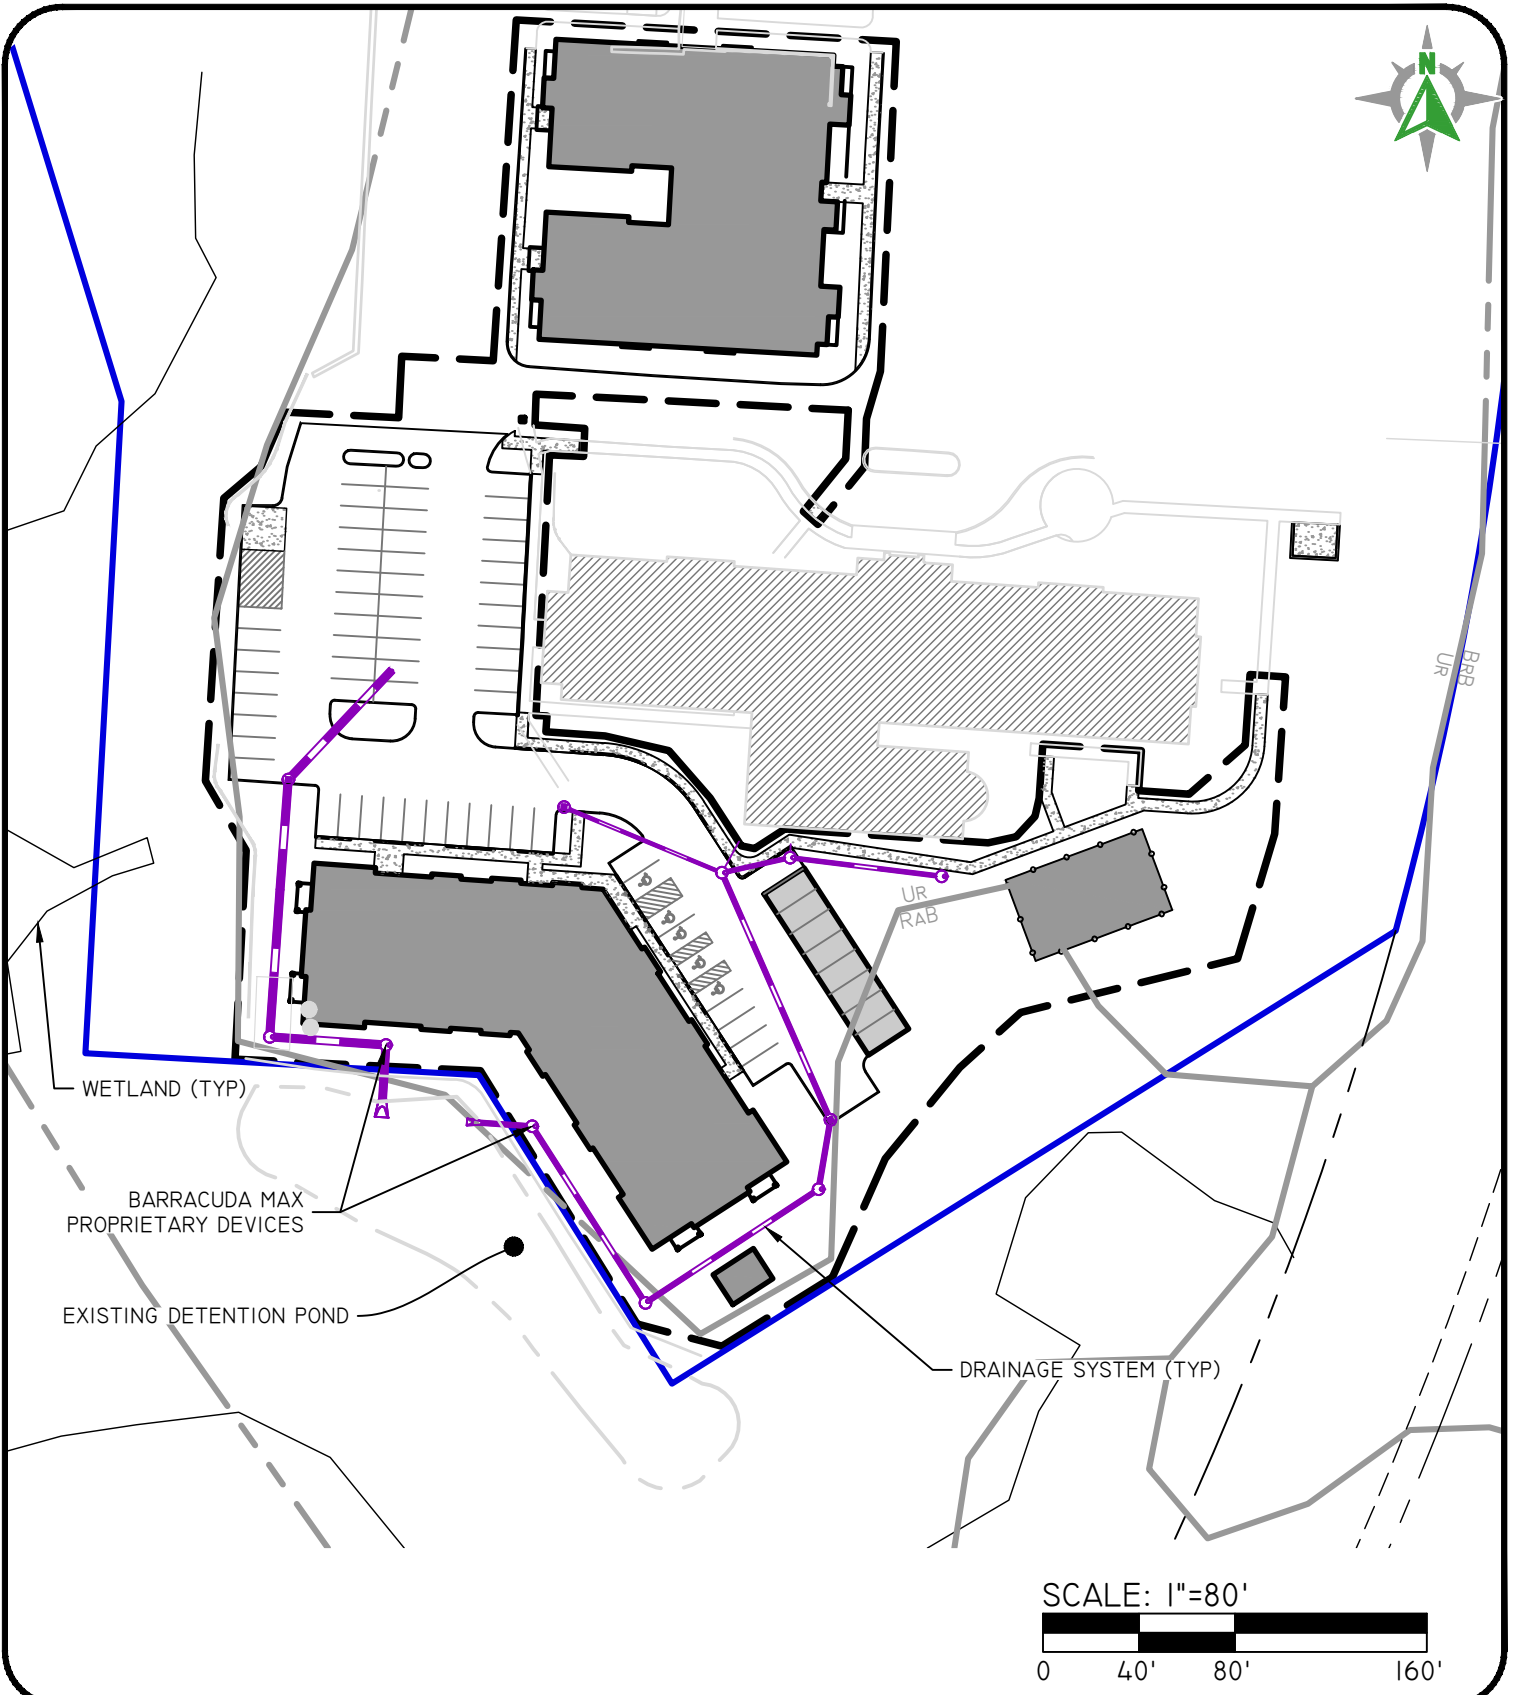 N
BRB
UR
UR
RAB
WETLAND (TYP)
BARRACUDA MAX
PROPRIETARY DEVICES
EXISTING DETENTION POND
DRAINAGE SYSTEM (TYP)
SCALE: 1"=80'
0 40' 80' 160'